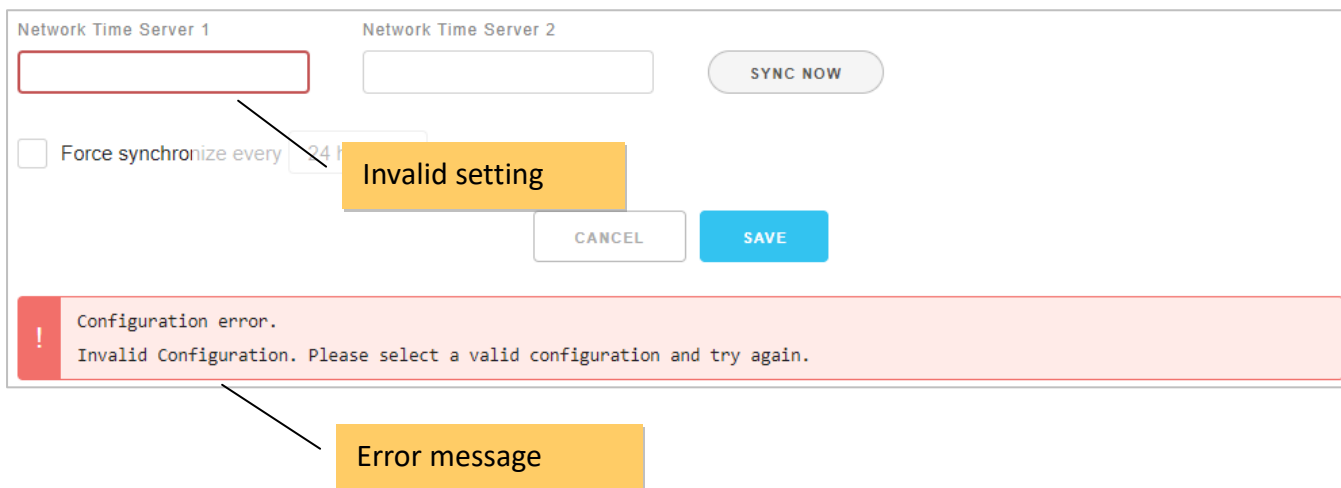 Network Time Server 1 Network Time Server 2
SYNC NOW
Force synchronize every 24 h
Invalid setting
CANCEL SAVE
!
Configuration error.
Invalid Configuration. Please select a valid configuration and try again.
Error message